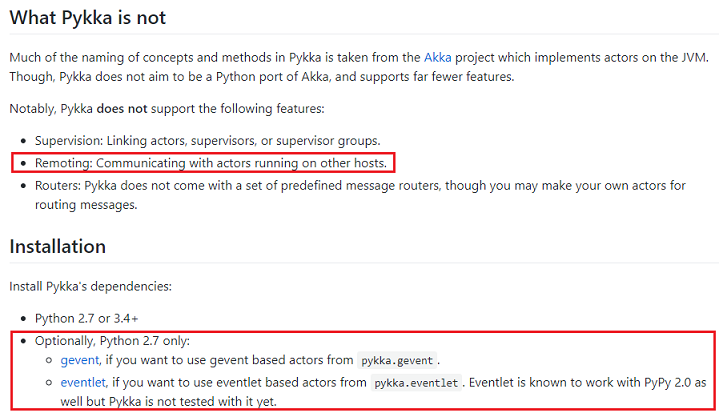 What Pykka is not
Much of the naming of concepts and methods in Pykka is taken from the Akka project which implements actors on the JVM.
Though, Pykka does not aim to be a Python port of Akka, and supports far fewer features.
Notably, Pykka does not support the following features:
• Supervision: Linking actors, supervisors, or supervisor groups.
• Remoting: Communicating with actors running on other hosts.
• Routers: Pykka does not come with a set of predefined message routers, though you may make your own actors for
routing messages.
Installation
Install Pykka's dependencies:
• Python 2.7 or 3.4+
• Optionally, Python 2.7 only:
◦ gevent, if you want to use gevent based actors from pykka.gevent.
◦ eventlet, if you want to use eventlet based actors from pykka.eventlet. Eventlet is known to work with PyPy 2.0 as
well but Pykka is not tested with it yet.